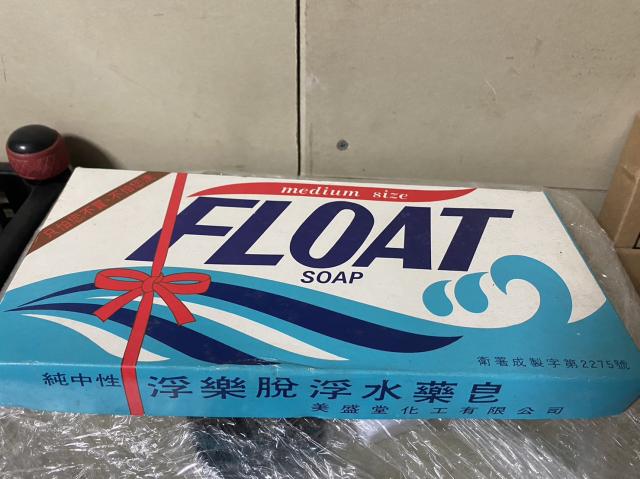 medium size
FLOAT
SOAP
衛署成製字第2275號
純中性 浮樂脫浮水藥皂
美盛堂化工有限公司